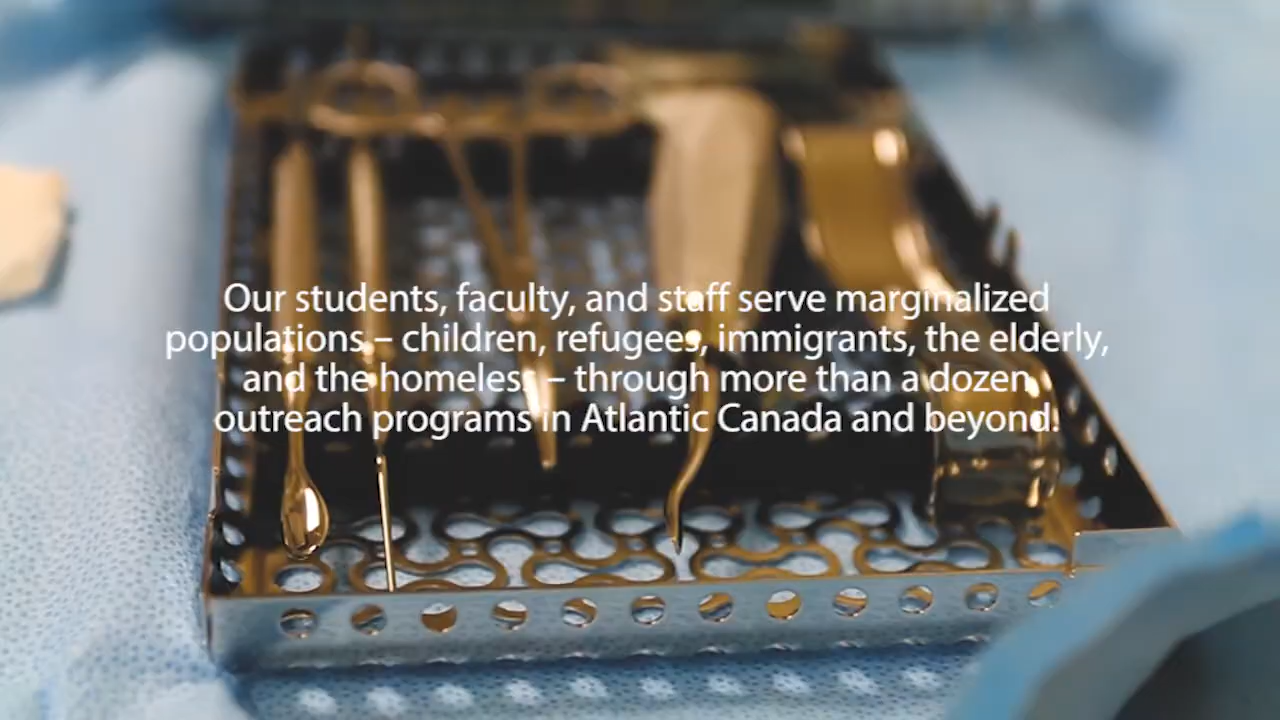 Our students, faculty, and staff serve marginalized
populations – children, refugees, immigrants, the elderly,
and the homeless – through more than a dozen
outreach programs in Atlantic Canada and beyond.